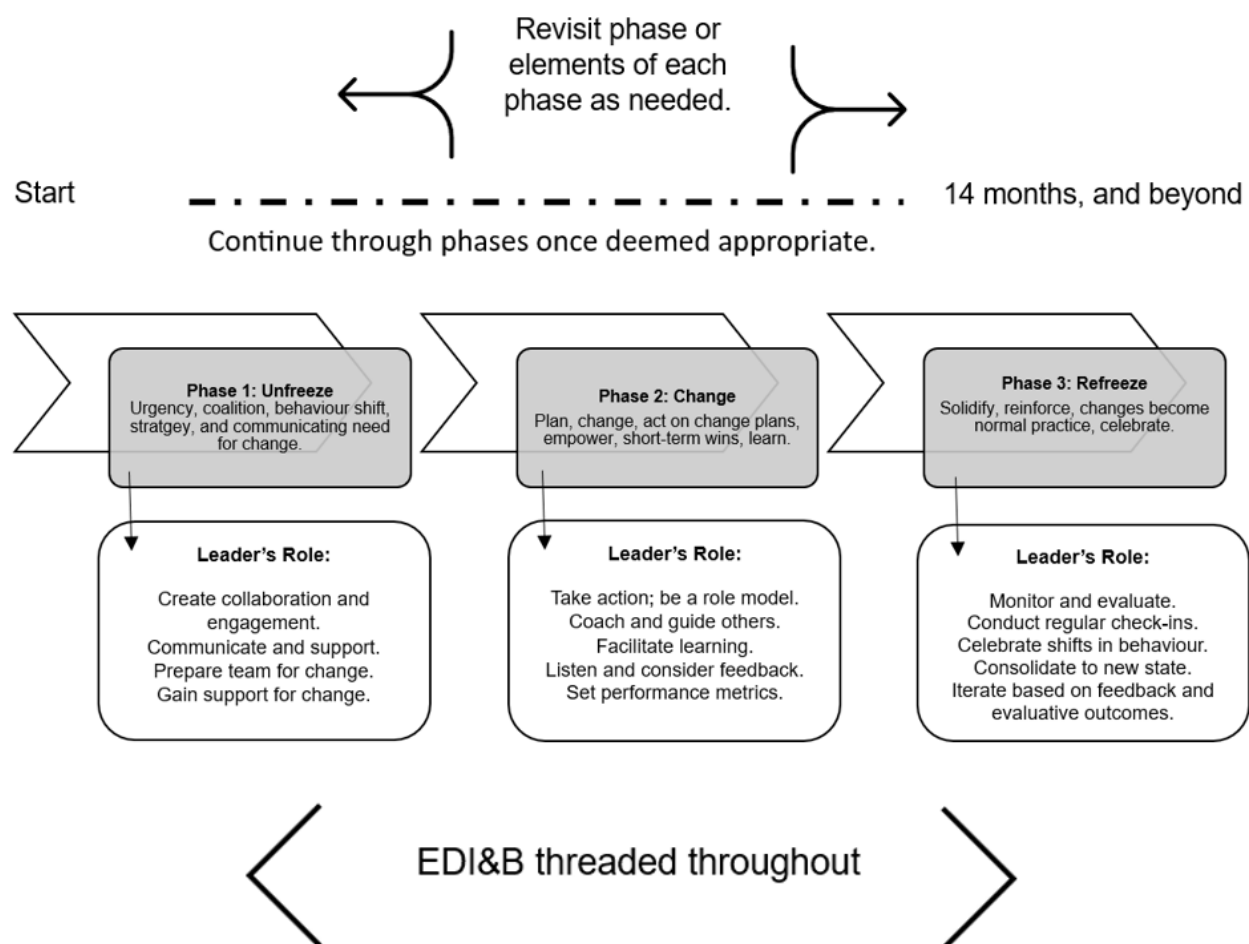 Revisit phase or
elements of each
phase as needed.
Start
14 months, and beyond
Continue through phases once deemed appropriate.
Phase 1: Unfreeze
Urgency, coalition, behaviour shift,
stratgey, and communicating need
for change.
Phase 2: Change
Plan, change, act on change plans,
empower, short-term wins, learn.
Phase 3: Refreeze
Solidify, reinforce, changes become
normal practice, celebrate.
Leader's Role:
Create collaboration and
engagement.
Communicate and support.
Prepare team for change.
Gain support for change.
Leader's Role:
Take action; be a role model.
Coach and guide others.
Facilitate learning.
Listen and consider feedback.
Set performance metrics.
Leader's Role:
Monitor and evaluate.
Conduct regular check-ins.
Celebrate shifts in behaviour.
Consolidate to new state.
Iterate based on feedback and
evaluative outcomes.
EDI&B threaded throughout